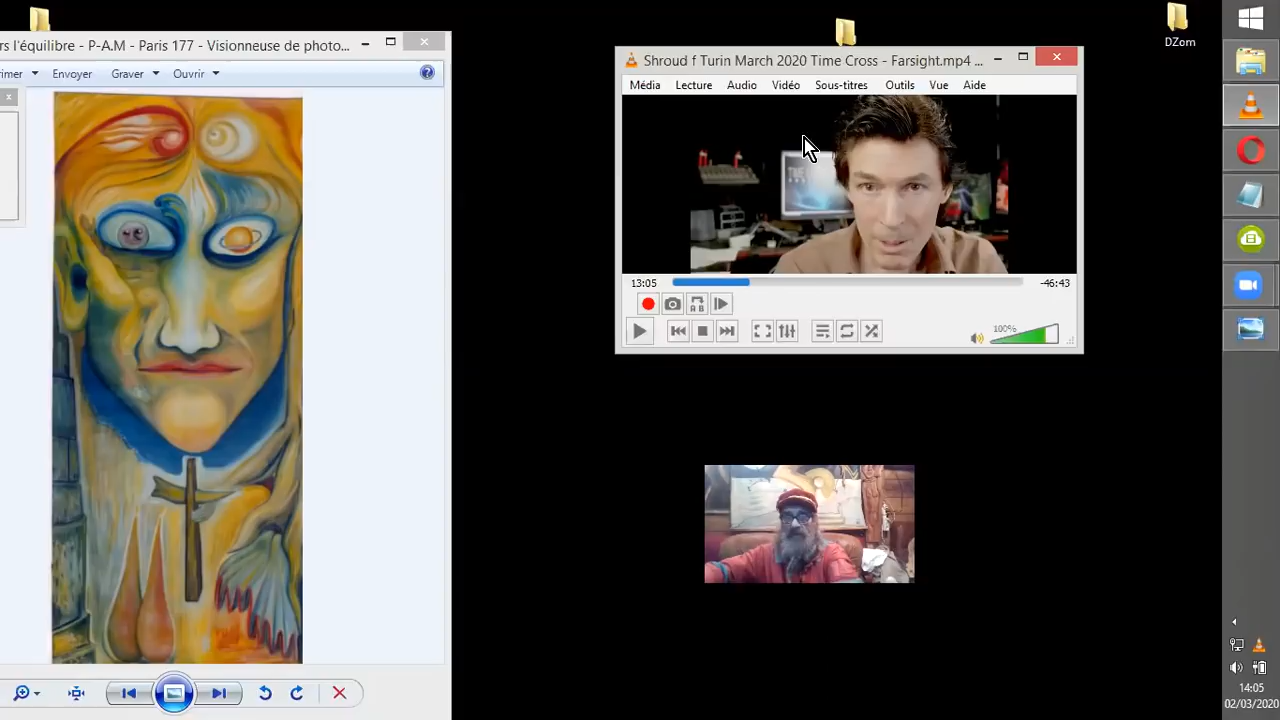 DZom
rs l'équilibre - P-A-M - Paris 177 - Visionneuse de photo...
imer Envoyer Graver Ouvrir
Shroud f Turin March 2020 Time Cross - Farsight.mp4 ...
Média Lecture Audio Vidéo Sous-titres Outils Vue Aide
13:05 -46:43
100%
14:05
02/03/2020